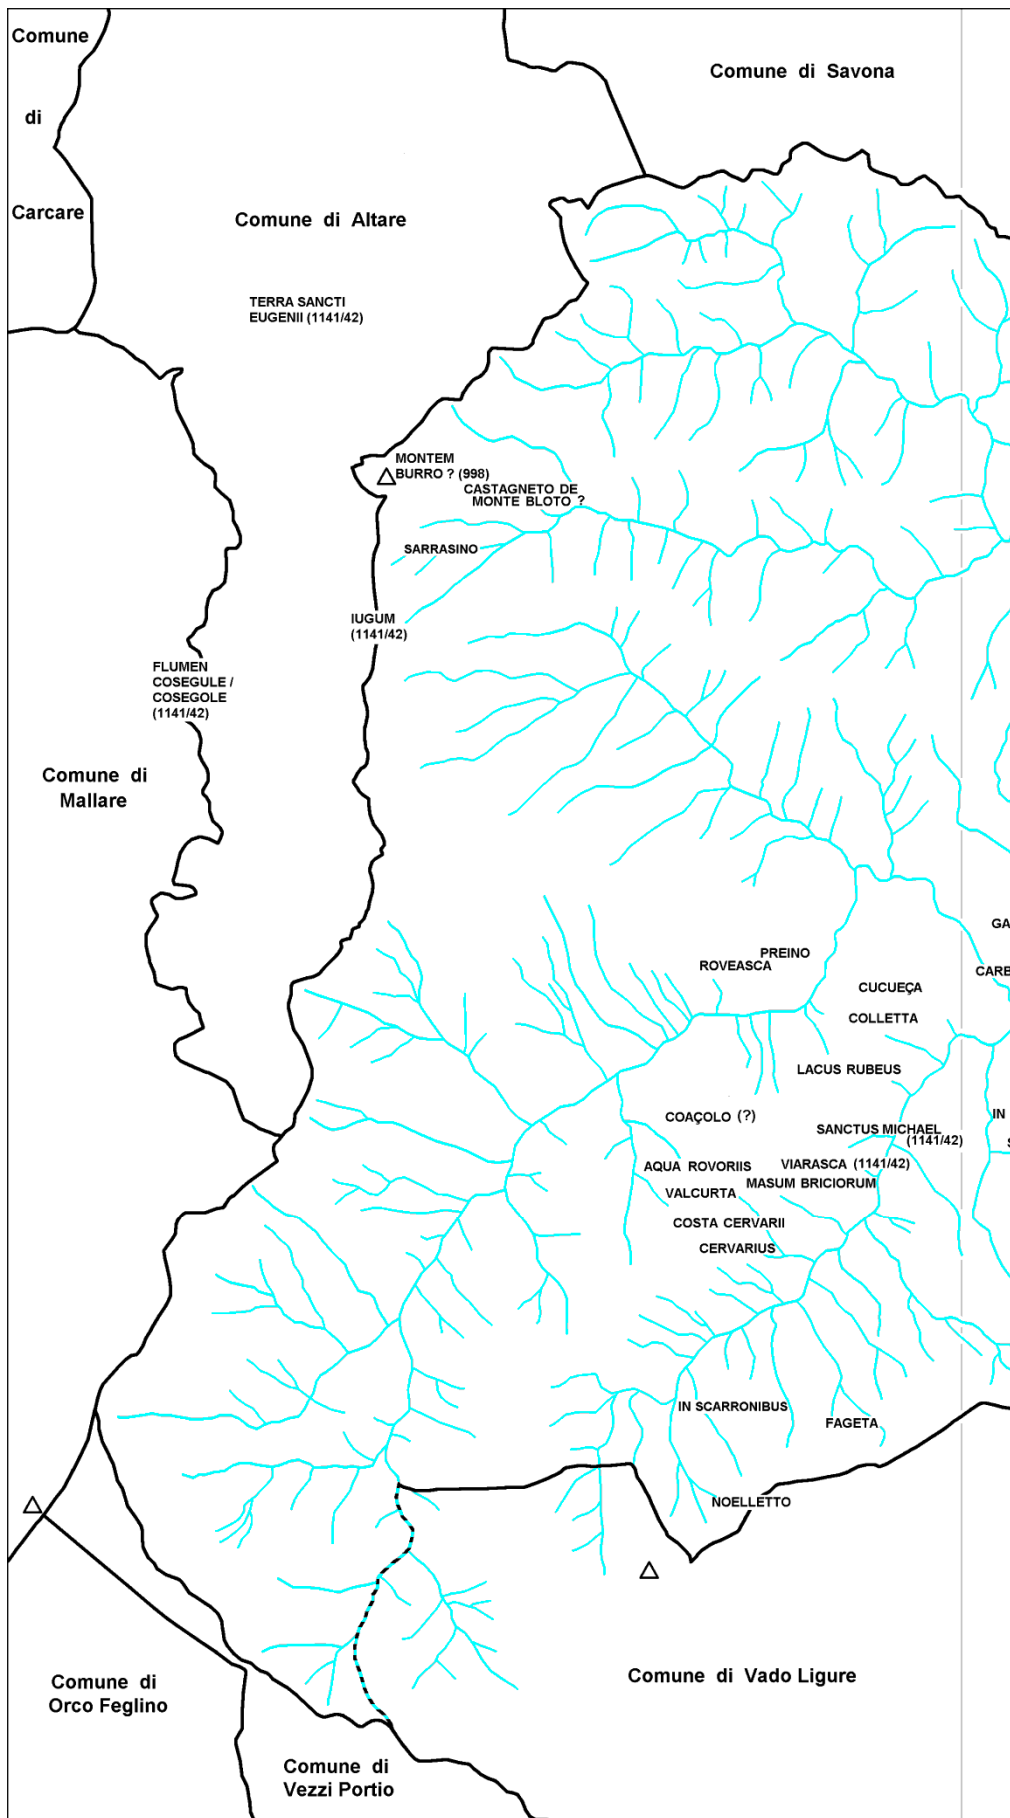 Comune
di
Carcare
Comune di Savona
Comune di Altare
TERRA SANCTI
EUGENII (1141/42)
MONTEM
BURRO ? (998)
CASTAGNETO DE
MONTE BLOTO ?
SARRASINO
IUGUM
(1141/42)
FLUMEN
COSEGULE /
COSEGOLE
(1141/42)
Comune di
Mallare
GA
PREINO
ROVEASCA
CARB
CUCUEÇA
COLLETTA
LACUS RUBEUS
COAÇOLO (?)
IN
SANCTUS MICHAEL
(1141/42)
S
AQUA ROVORIIS
VIARASCA (1141/42)
MASUM BRICIORUM
VALCURTA
COSTA CERVARII
CERVARIUS
IN SCARRONIBUS
FAGETA
NOELLETTO
Comune di
Orco Feglino
Comune di Vado Ligure
Comune di
Vezzi Portio